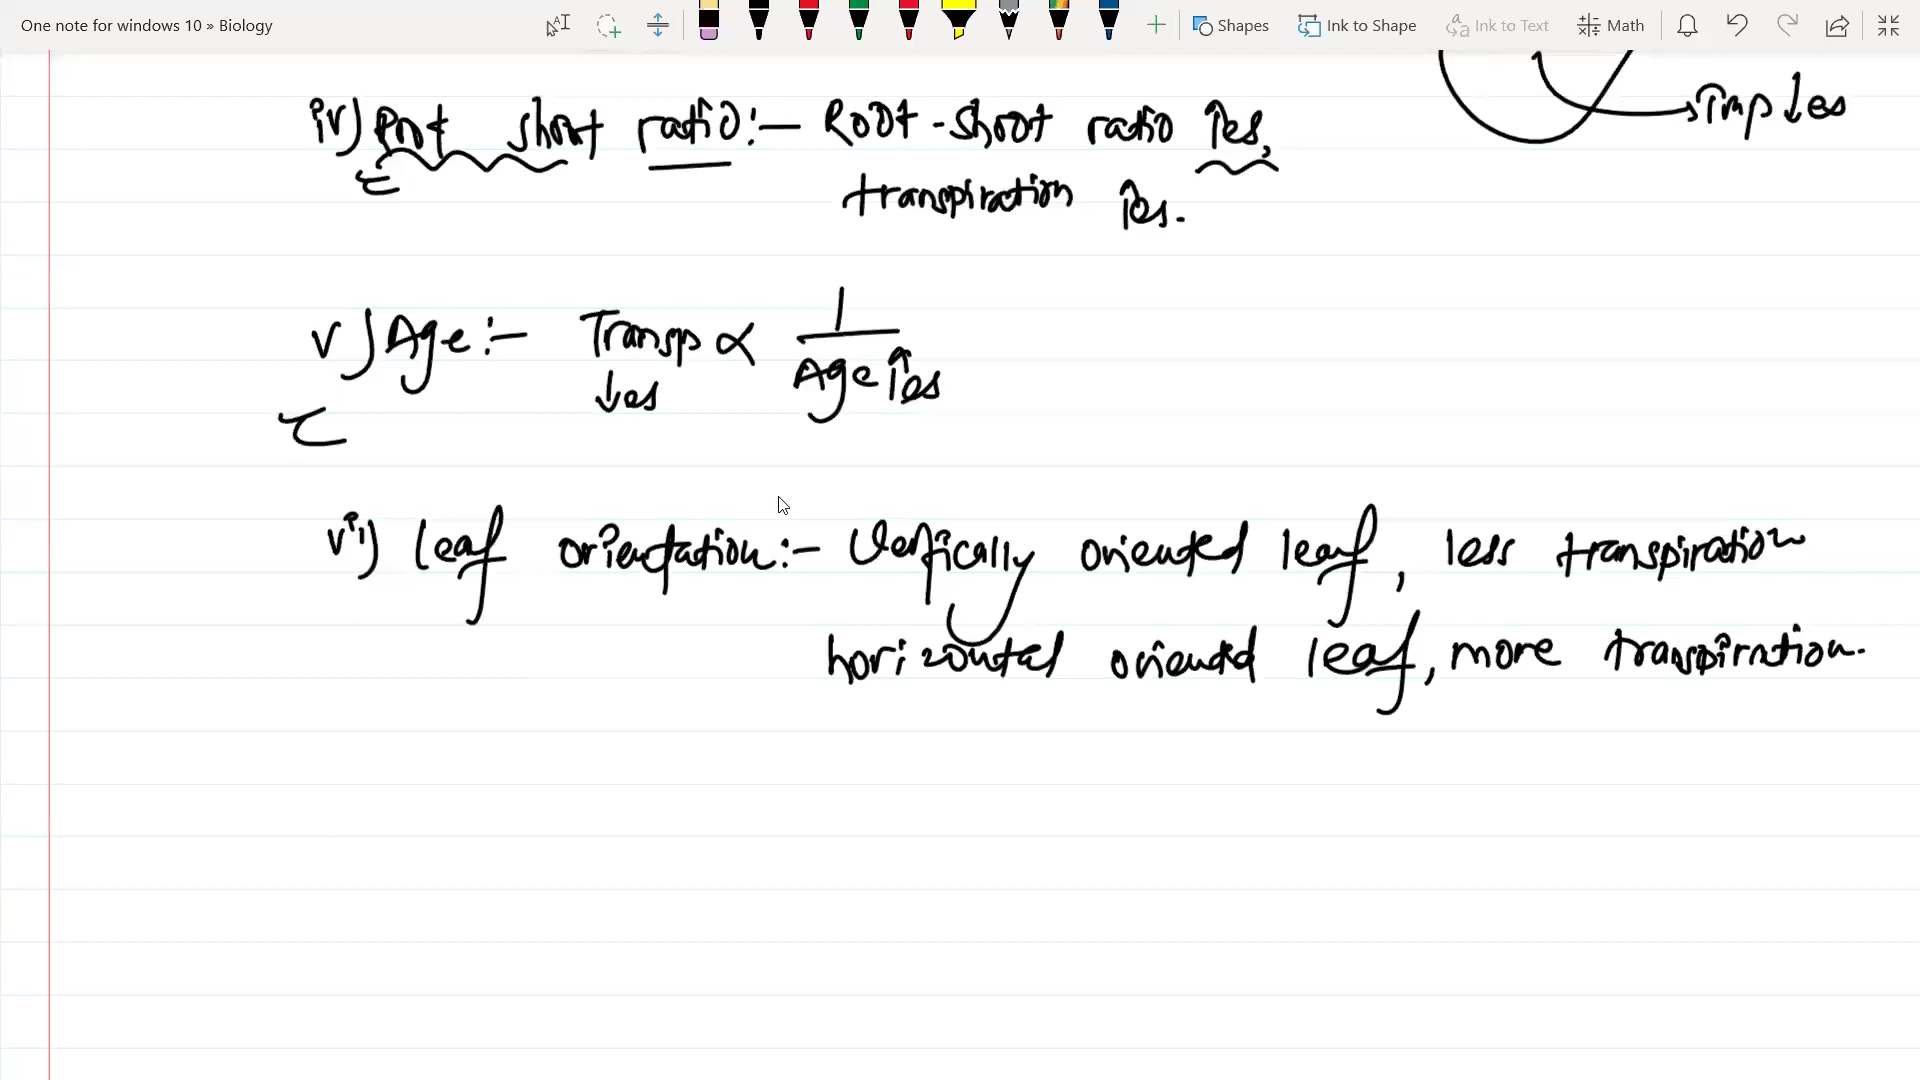 One note for windows 10 » Biology
Shapes Ink to Shape Ink to Text Math
Tmp ↓es
iv) Root shoot ratio:- Root-shoot ratio ↑es,
transpiration ↑es.
v) Age:- Transp ∝ 1
↓es Age ↑es
vi) leaf orientation:- Vertically oriented leaf, less transpiration
horizontal oriented leaf, more transpiration.